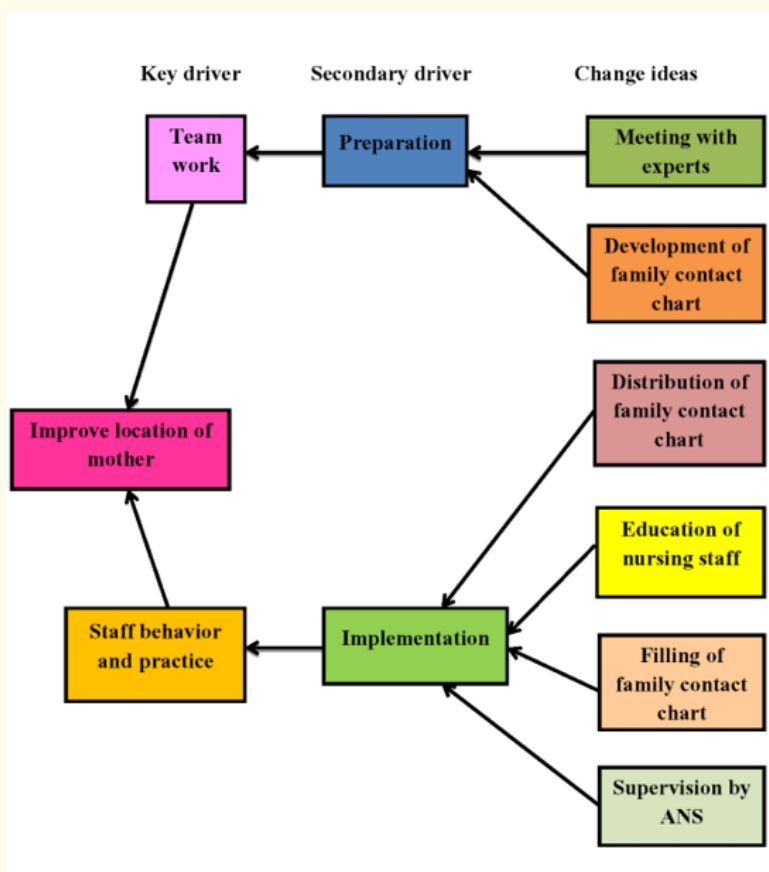 Key driver
Secondary driver
Change ideas
Team
work
Preparation
Meeting with
experts
Development of
family contact
chart
Distribution of
family contact
chart
Improve location of
mother
Education of
nursing staff
Staff behavior
and practice
Implementation
Filling of
family contact
chart
Supervision by
ANS